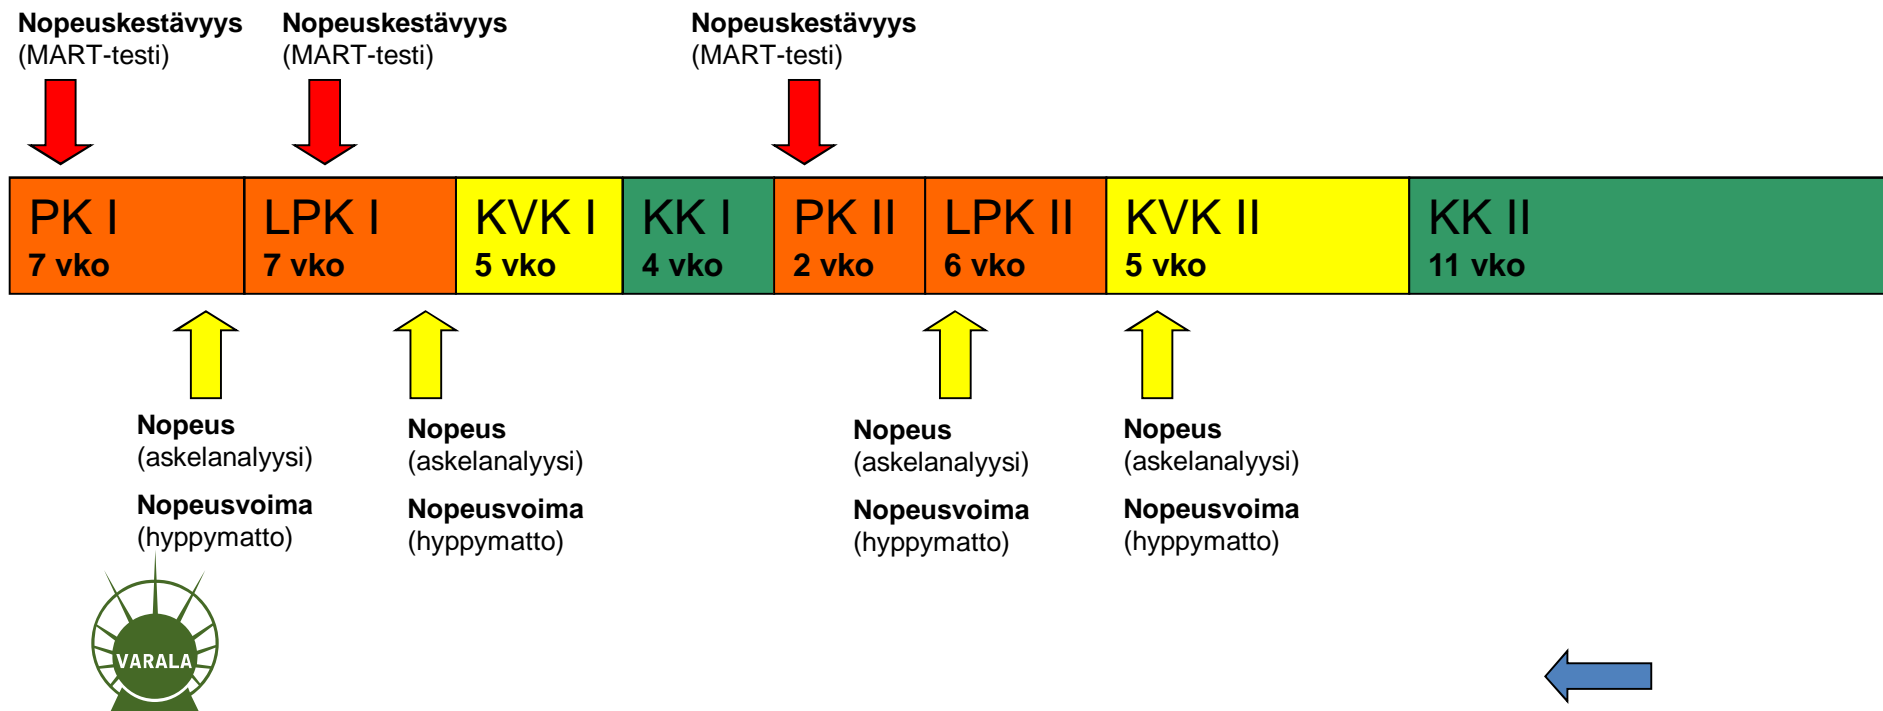 Nopeuskestävyys
(MART-testi)
Nopeuskestävyys
(MART-testi)
Nopeuskestävyys
(MART-testi)
PK I
7 vko
LPK I
7 vko
KVK I
5 vko
KK I
4 vko
PK II
2 vko
LPK II
6 vko
KVK II
5 vko
KK II
11 vko
Nopeus
(askelanalyysi)
Nopeusvoima
(hyppymatto)
Nopeus
(askelanalyysi)
Nopeusvoima
(hyppymatto)
Nopeus
(askelanalyysi)
Nopeusvoima
(hyppymatto)
Nopeus
(askelanalyysi)
Nopeusvoima
(hyppymatto)
VARALA